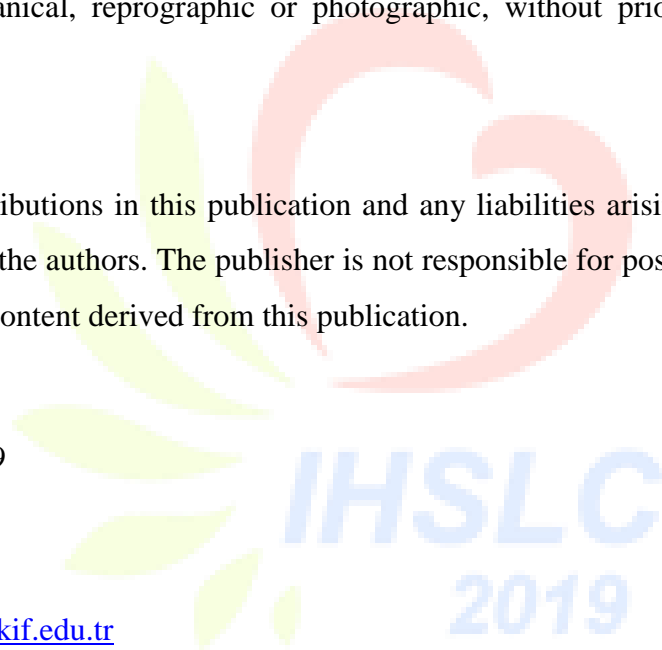 anical, reprographic or photographic, without prio
ibutions in this publication and any liabilities arisi
the authors. The publisher is not responsible for pos
ontent derived from this publication.
9
IHSLC
2019
kif.edu.tr